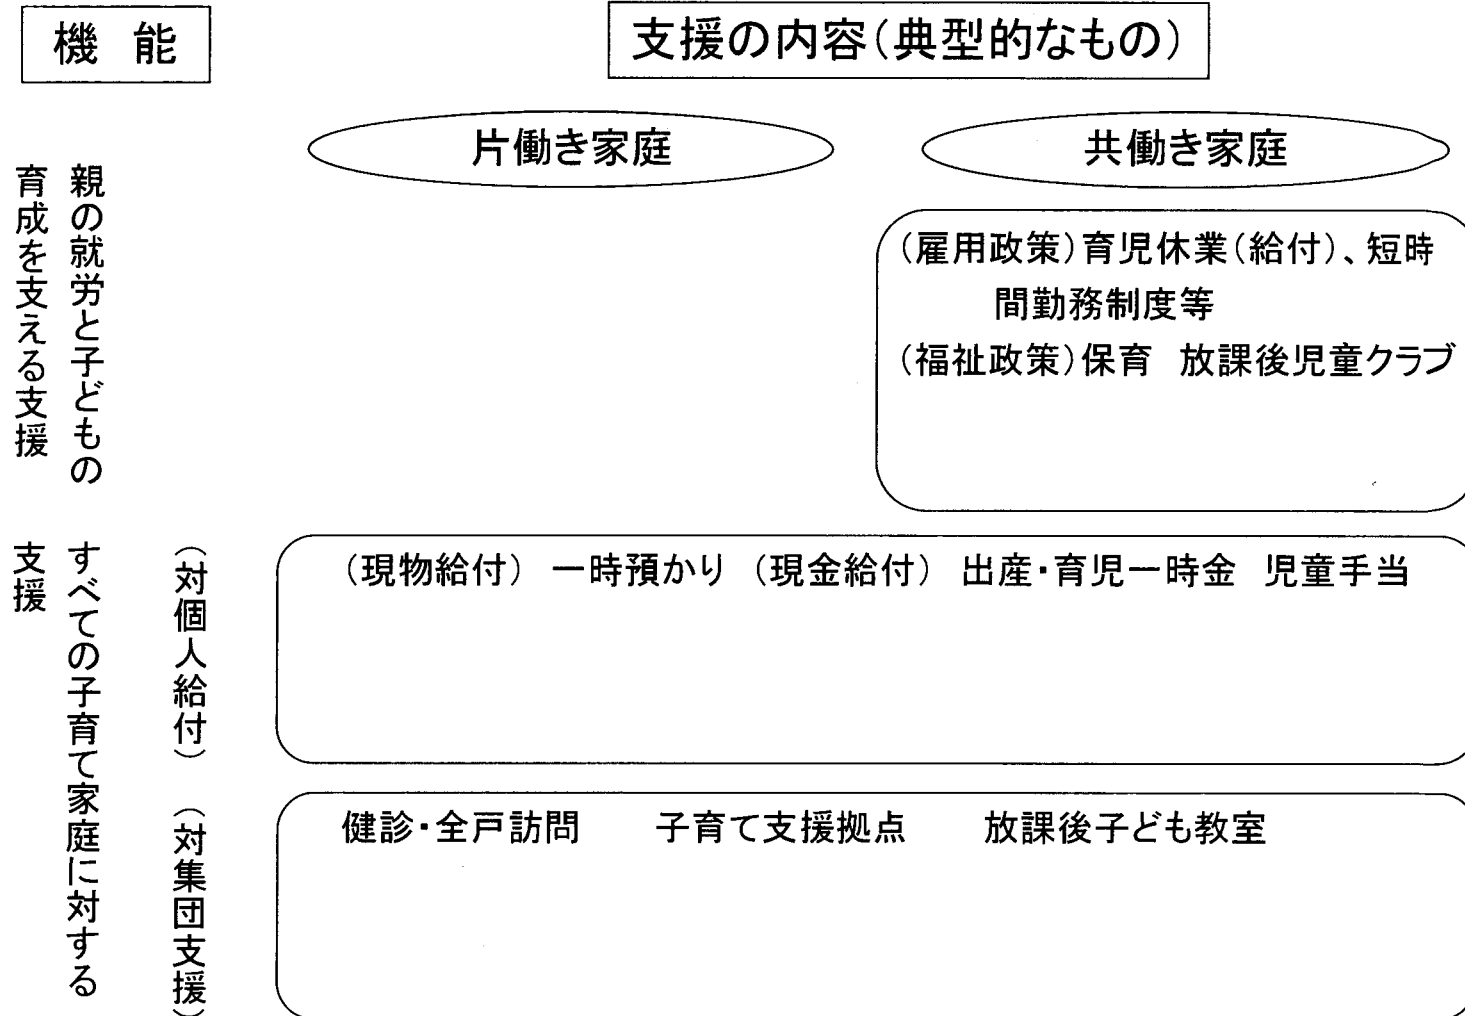 機 能
支援の内容（典型的なもの）
片働き家庭
共働き家庭
親の就労と子どもの
育成を支える支援
（雇用政策）育児休業（給付）、短時
間勤務制度等
（福祉政策）保育 放課後児童クラブ
すべての子育て家庭に対する
支援
（対個人給付）
（現物給付） 一時預かり （現金給付） 出産・育児一時金 児童手当
（対集団支援）
健診・全戸訪問 子育て支援拠点 放課後子ども教室